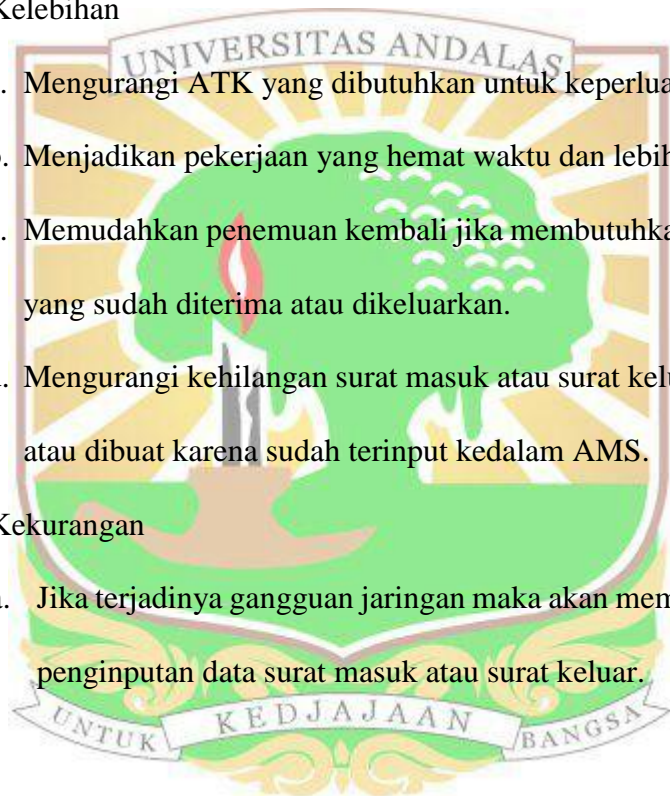 Kelebihan
UNIVERSITAS ANDALAS
. Mengurangi ATK yang dibutuhkan untuk keperlua
. Menjadikan pekerjaan yang hemat waktu dan lebih
. Memudahkan penemuan kembali jika membutuhka
yang sudah diterima atau dikeluarkan.
. Mengurangi kehilangan surat masuk atau surat kelu
atau dibuat karena sudah terinput kedalam AMS.
Kekurangan
a. Jika terjadinya gangguan jaringan maka akan mem
penginputan data surat masuk atau surat keluar.
UNTUK KEDJAJAAN BANGSA